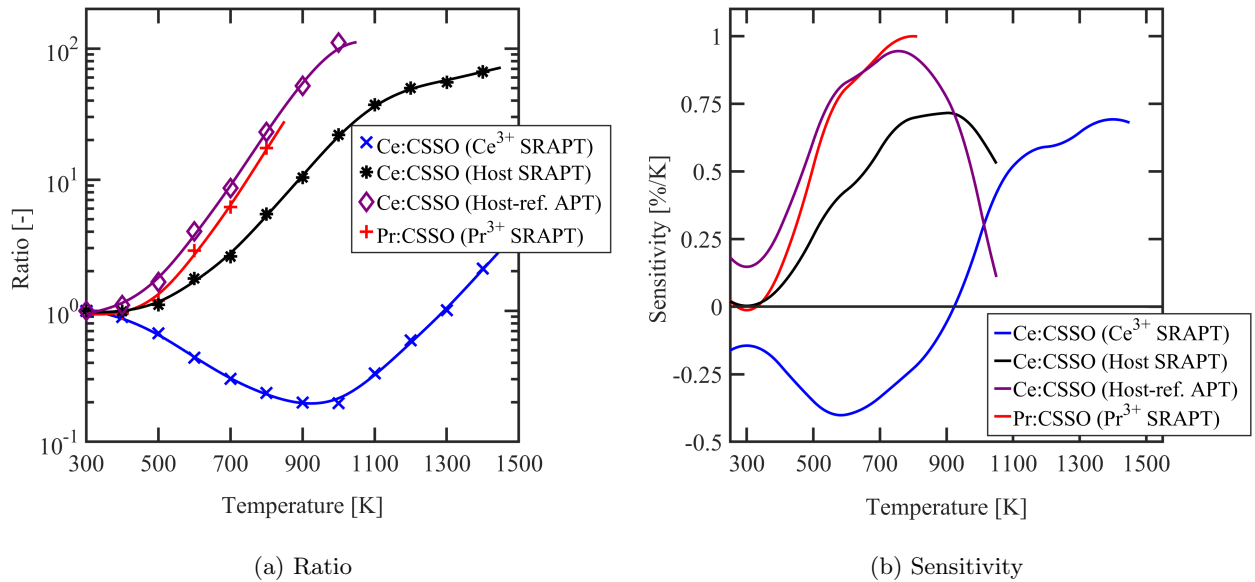 Ratio [-]
10²
10¹
10⁰
10⁻¹
300 500 700 900 1100 1300 1500
Temperature [K]
Ce:CSSO (Ce³⁺ SRAPT)
Ce:CSSO (Host SRAPT)
Ce:CSSO (Host-ref. APT)
Pr:CSSO (Pr³⁺ SRAPT)
(a) Ratio
Sensitivity [%/K]
1
0.75
0.5
0.25
0
-0.25
-0.5
300 500 700 900 1100 1300 1500
Temperature [K]
Ce:CSSO (Ce³⁺ SRAPT)
Ce:CSSO (Host SRAPT)
Ce:CSSO (Host-ref. APT)
Pr:CSSO (Pr³⁺ SRAPT)
(b) Sensitivity